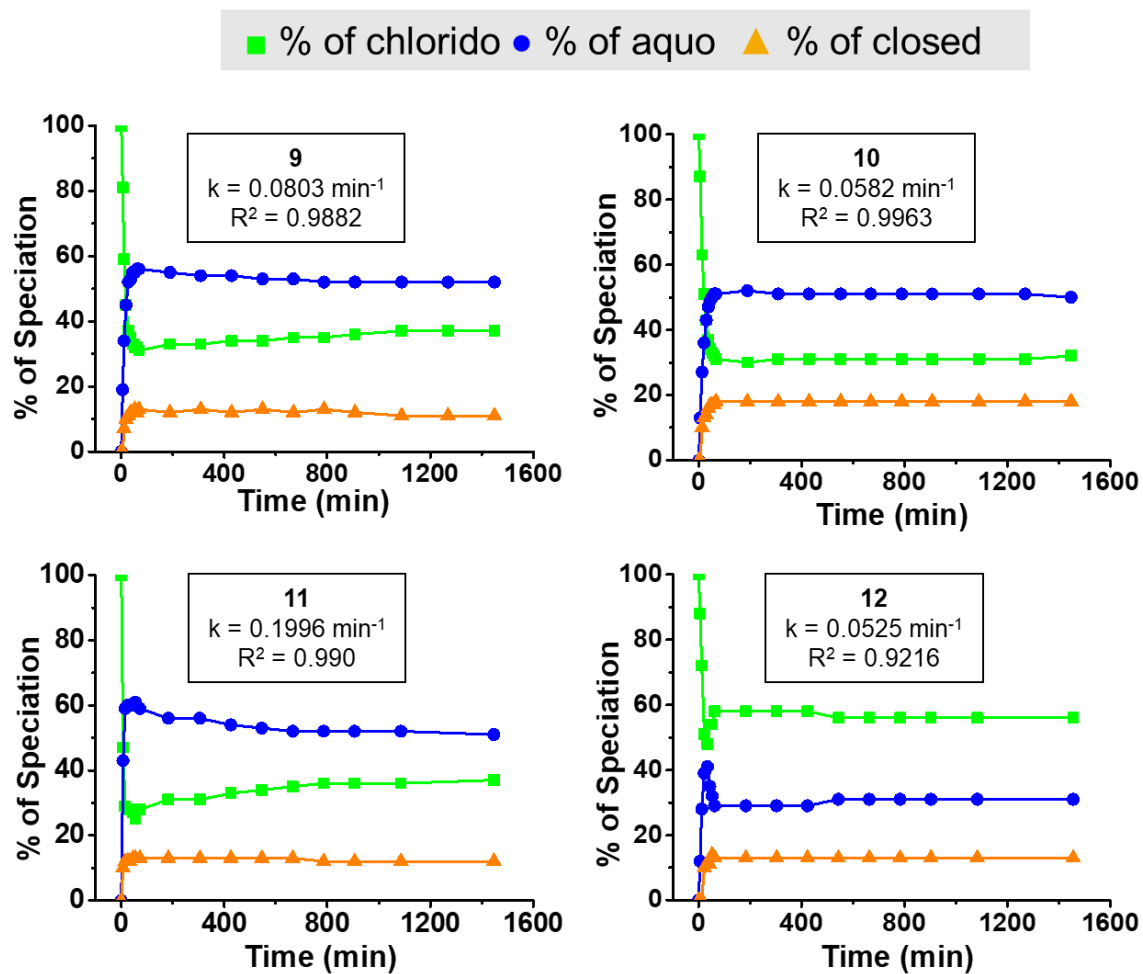 % of chlorido % of aquo % of closed
100
80
60
40
20
0
% of Speciation
9
k = 0.0803 min⁻¹
R² = 0.9882
0 400 800 1200 1600
Time (min)
100
80
60
40
20
0
% of Speciation
10
k = 0.0582 min⁻¹
R² = 0.9963
0 400 800 1200 1600
Time (min)
100
80
60
40
20
0
% of Speciation
11
k = 0.1996 min⁻¹
R² = 0.990
0 400 800 1200 1600
Time (min)
100
80
60
40
20
0
% of Speciation
12
k = 0.0525 min⁻¹
R² = 0.9216
0 400 800 1200 1600
Time (min)